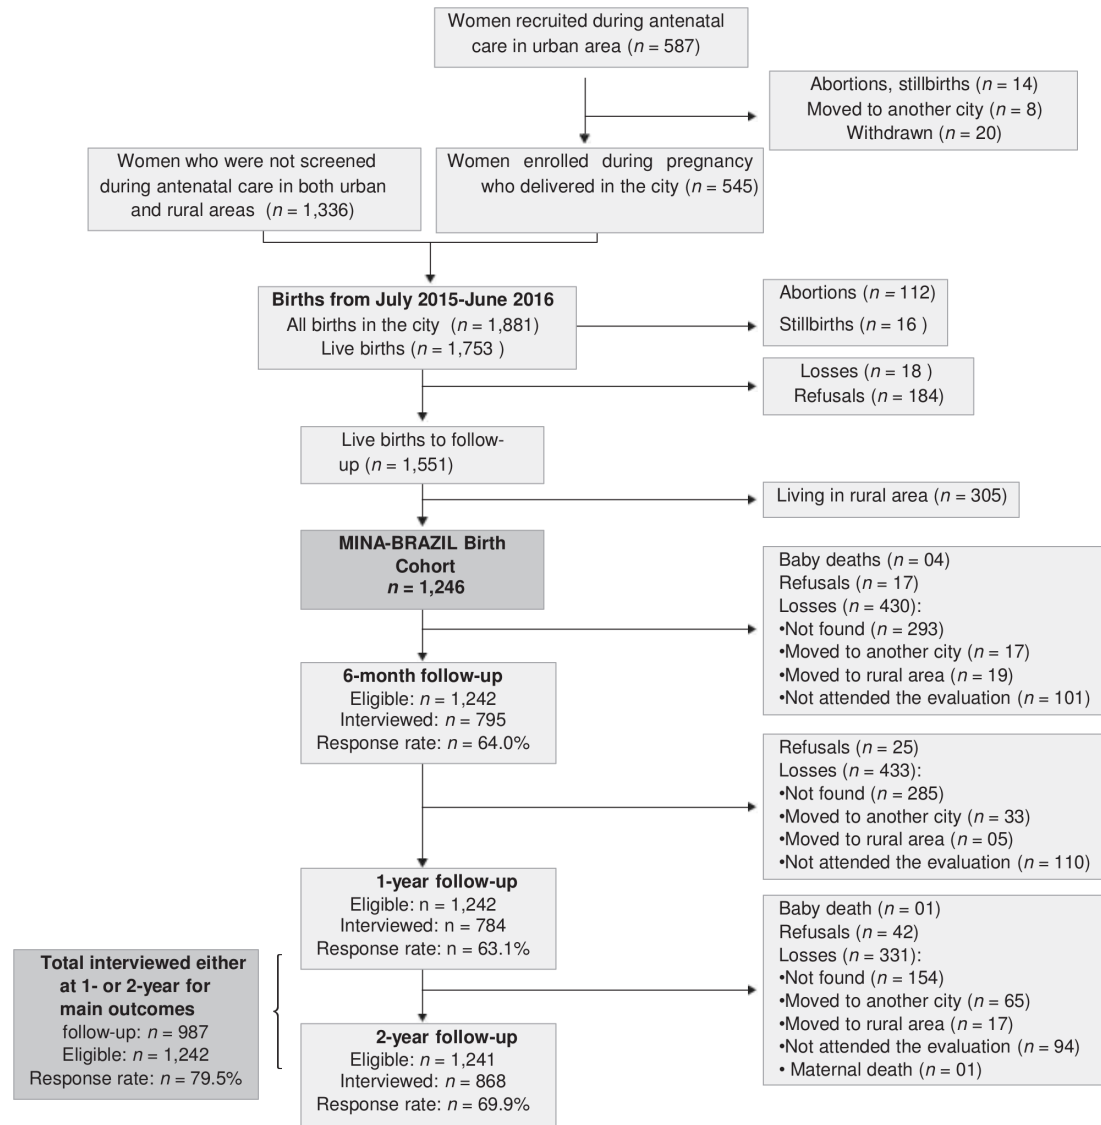 Women recruited during antenatal
care in urban area (n = 587)
Abortions, stillbirths (n = 14)
Moved to another city (n = 8)
Withdrawn (n = 20)
Women who were not screened
during antenatal care in both urban
and rural areas (n = 1,336)
Women enrolled during pregnancy
who delivered in the city (n = 545)
Births from July 2015-June 2016
All births in the city (n = 1,881)
Live births (n = 1,753 )
Abortions (n = 112)
Stillbirths (n = 16 )
Losses (n = 18 )
Refusals (n = 184)
Live births to follow-
up (n = 1,551)
Living in rural area (n = 305)
MINA-BRAZIL Birth
Cohort
n = 1,246
Baby deaths (n = 04)
Refusals (n = 17)
Losses (n = 430):
•Not found (n = 293)
•Moved to another city (n = 17)
•Moved to rural area (n = 19)
•Not attended the evaluation (n = 101)
6-month follow-up
Eligible: n = 1,242
Interviewed: n = 795
Response rate: n = 64.0%
Refusals (n = 25)
Losses (n = 433):
•Not found (n = 285)
•Moved to another city (n = 33)
•Moved to rural area (n = 05)
•Not attended the evaluation (n = 110)
1-year follow-up
Eligible: n = 1,242
Interviewed: n = 784
Response rate: n = 63.1%
Baby death (n = 01)
Refusals (n = 42)
Losses (n = 331):
•Not found (n = 154)
•Moved to another city (n = 65)
•Moved to rural area (n = 17)
•Not attended the evaluation (n = 94)
• Maternal death (n = 01)
Total interviewed either
at 1- or 2-year for
main outcomes
follow-up: n = 987
Eligible: n = 1,242
Response rate: n = 79.5%
2-year follow-up
Eligible: n = 1,241
Interviewed: n = 868
Response rate: n = 69.9%